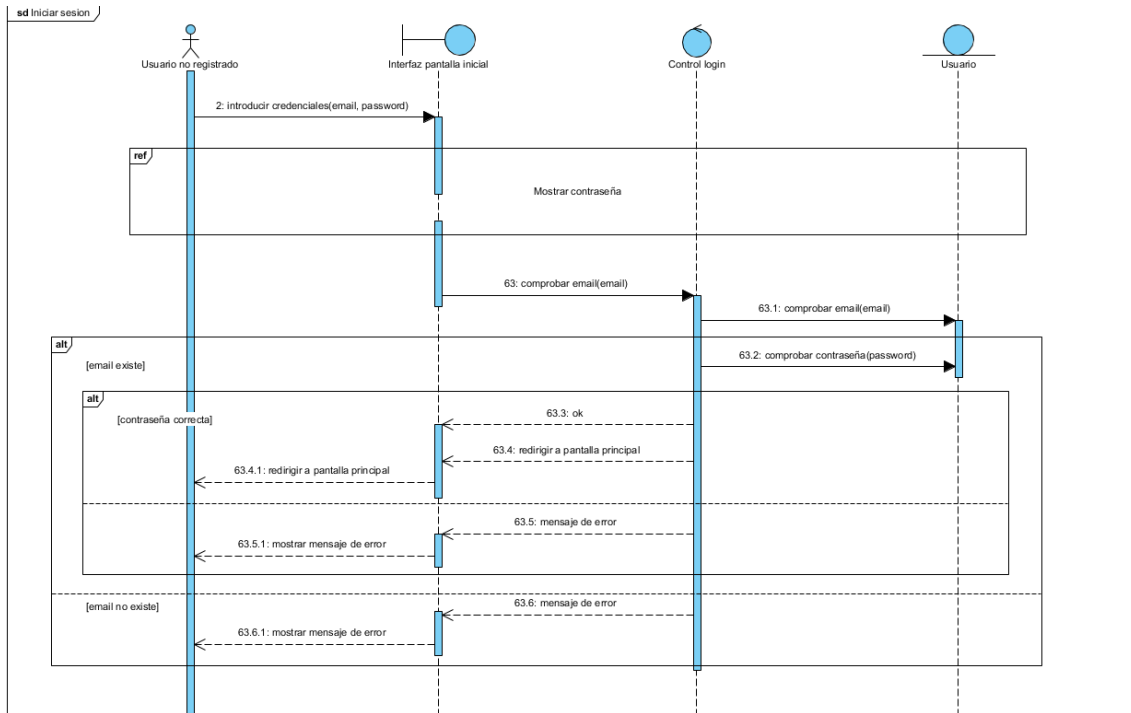 sd Iniciar sesion
Usuario no registrado
Interfaz pantalla inicial
Control login
Usuario
2: introducir credenciales(email, password)
ref
Mostrar contraseña
63: comprobar email(email)
63.1: comprobar email(email)
alt
[email existe]
63.2: comprobar contraseña(password)
alt
[contraseña correcta]
63.3: ok
63.4: redirigir a pantalla principal
63.4.1: redirigir a pantalla principal
63.5: mensaje de error
63.5.1: mostrar mensaje de error
[email no existe]
63.6: mensaje de error
63.6.1: mostrar mensaje de error